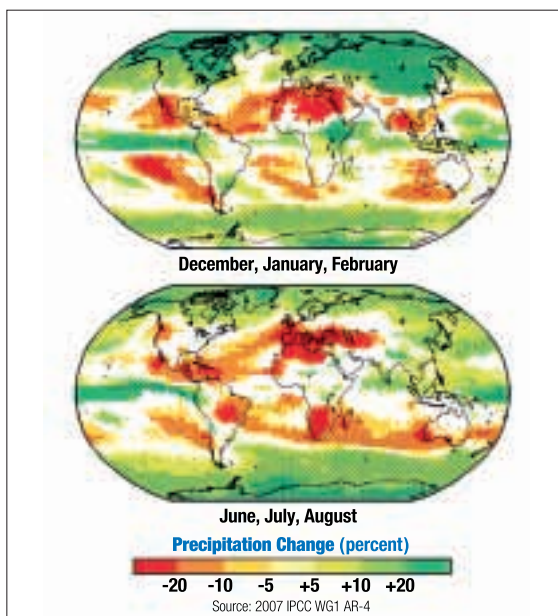 December, January, February
June, July, August
Precipitation Change (percent)
-20 -10 -5 +5 +10 +20
Source: 2007 IPCC WG1 AR-4